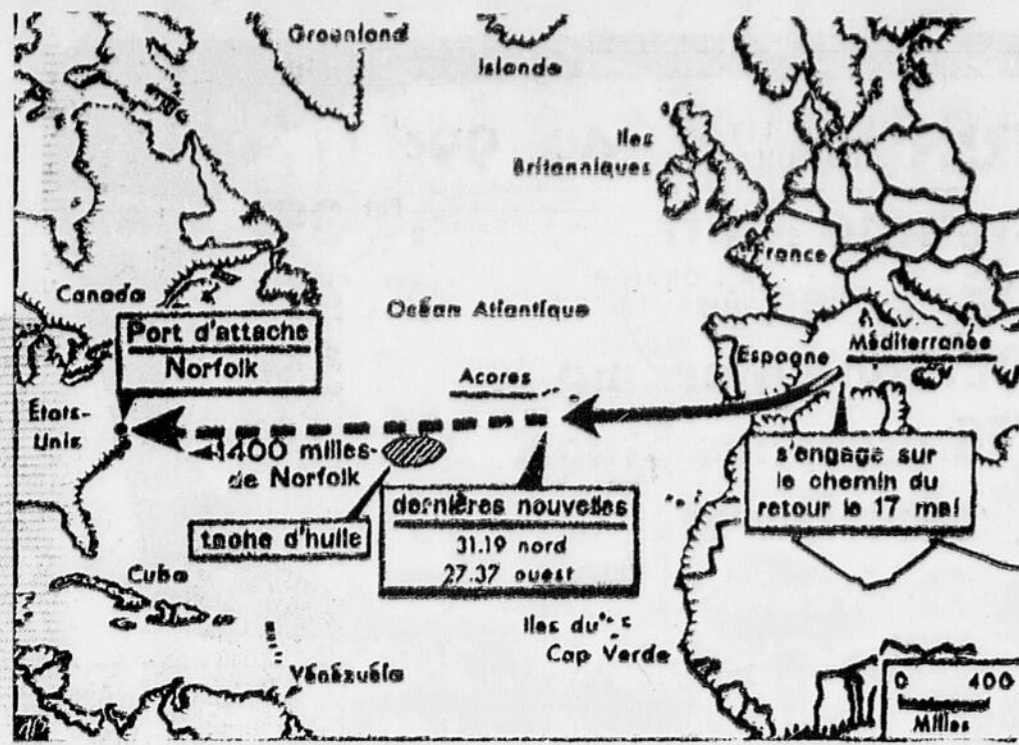 Groenland
Islande
Iles
Britanniques
France
Canada
Océan Atlantique
Port d'attache
Norfolk
Espagne
Méditerranée
Acores
États-
Unis
1400 milles
de Norfolk
s'engage sur
le chemin du
retour le 17 mai
dernières nouvelles
31.19 nord
27.37 ouest
tache d'huile
Cuba
Iles du
Cap Verde
Vénézuéla
0 400
Milles